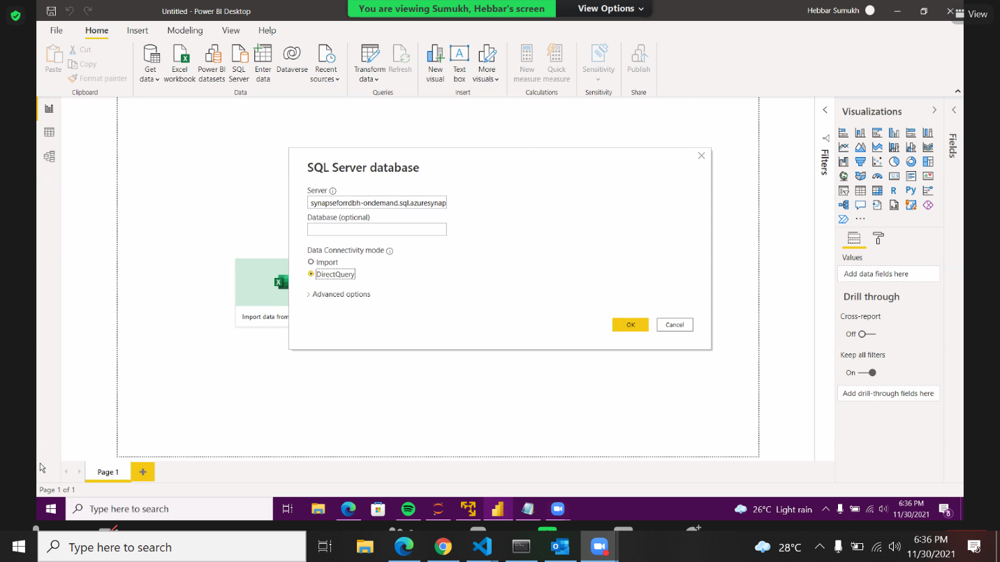 Untitled - Power BI Desktop
You are viewing Sumukh, Hebbar's screen
View Options
Hebbar Sumukh
View
File
Home
Insert
Modeling
View
Help
Paste
Cut
Copy
Format painter
Clipboard
Get data
Excel workbook
Power BI datasets
SQL Server
Enter data
Dataverse
Recent sources
Data
Transform data
Refresh
Queries
New visual
Text box
More visuals
Insert
New measure
Quick measure
Calculations
Sensitivity
Sensitivity
Publish
Share
SQL Server database
Server
synapseforrdbh-ondemand.sql.azuresynap
Database (optional)
Data Connectivity mode
Import
DirectQuery
Advanced options
OK
Cancel
Import data from
Filters
Visualizations
Fields
R
Py
123
A
X
Values
Add data fields here
Drill through
Cross-report
Off
Keep all filters
On
Add drill-through fields here
Page 1
Page 1 of 1
Type here to search
26°C Light rain
6:36 PM
11/30/2021
8
Type here to search
28°C
6:36 PM
11/30/2021